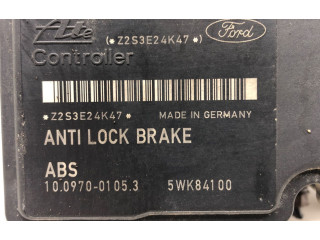 Ate (*Z2S3E24K47*) Ford
Controller
*Z2S3E24K47* MADE IN GERMANY
ANTI LOCK BRAKE
ABS
10.0970-0105.3 5WK84100